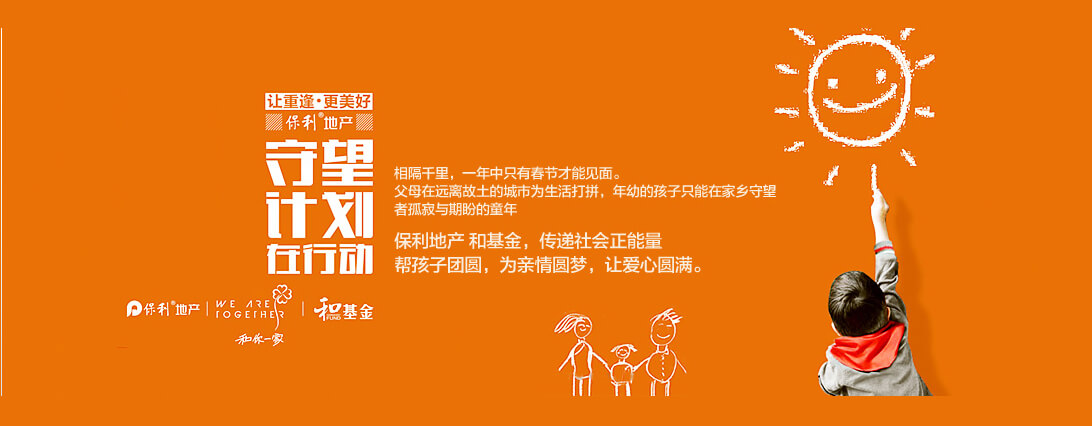 让重逢·更美好
保利®地产
守望
计划
在行动
相隔千里，一年中只有春节才能见面。
父母在远离故土的城市为生活打拼，年幼的孩子只能在家乡守望
者孤寂与期盼的童年
保利地产 和基金，传递社会正能量
帮孩子团圆，为亲情圆梦，让爱心圆满。
保利®地产 | WE ARE TOGETHER | 和基金 FUND
和你一家